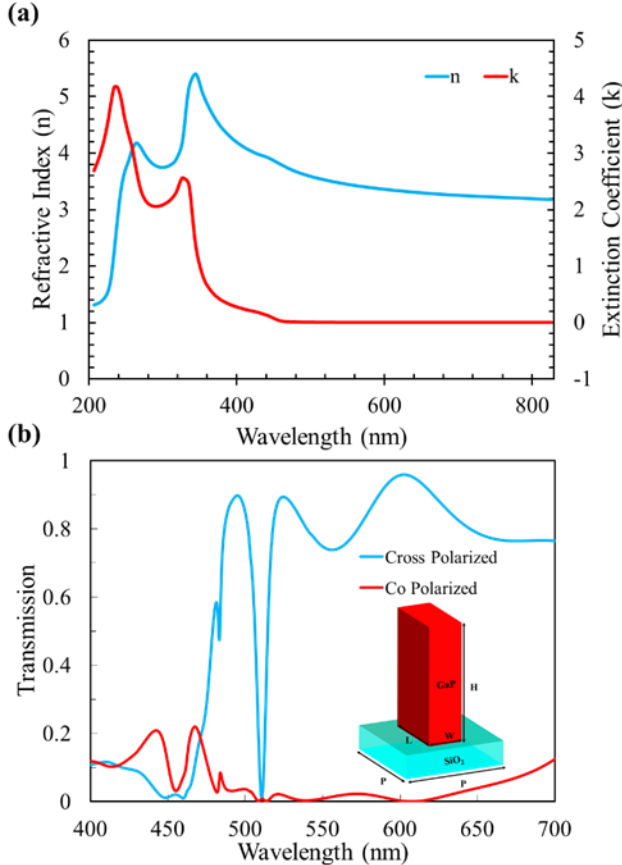 (a)
6
5
4
3
2
1
0
Refractive Index (n)
n k
5
4
3
2
1
0
-1
Extinction Coefficient (k)
200 400 600 800
Wavelength (nm)
(b)
1
0.8
0.6
0.4
0.2
0
Transmission
Cross Polarized
Co Polarized
GaP
H
L
W
SiO2
P
P
400 450 500 550 600 650 700
Wavelength (nm)